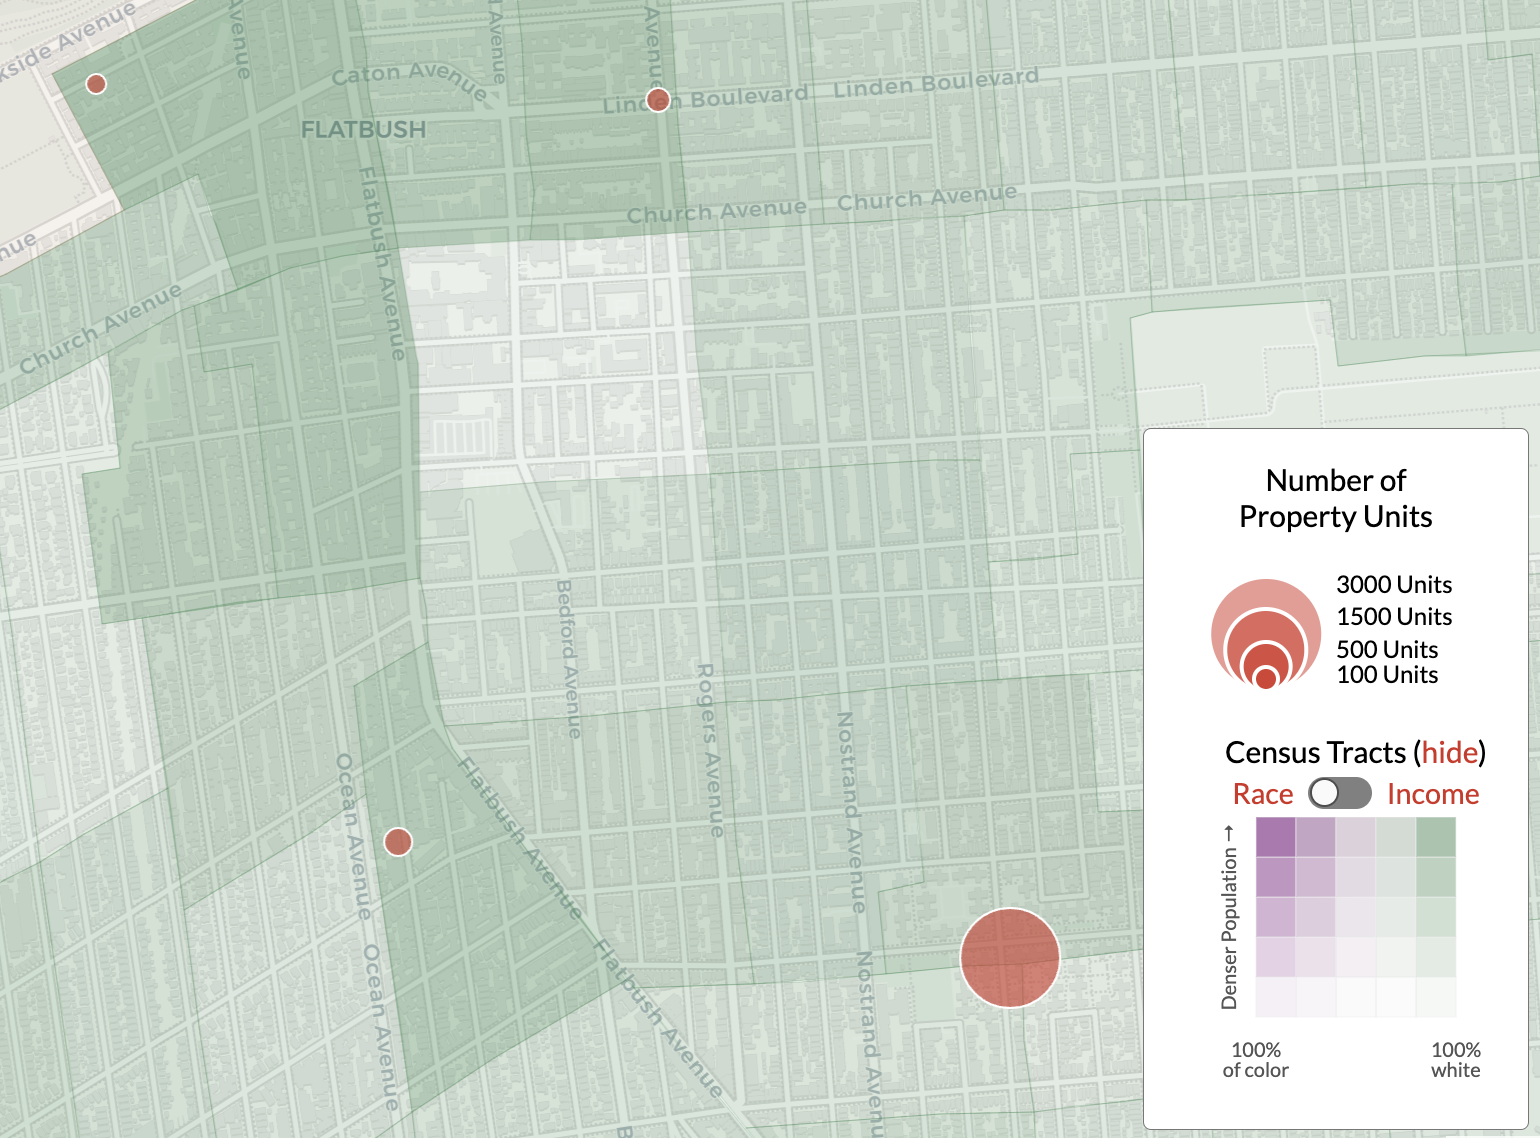 kside Avenue
Avenue
d Avenue
Avenue
Caton Avenue
Linden Boulevard
Linden Boulevard
FLATBUSH
Flatbush Avenue
Church Avenue
Church Avenue
nue
Church Avenue
Bedford Avenue
Rogers Avenue
Nostrand Avenue
Ocean Avenue
Flatbush Avenue
Ocean Avenue
Flatbush Avenue
Nostrand Avenu
B
Number of
Property Units
3000 Units
1500 Units
500 Units
100 Units
Census Tracts (hide)
Race Income
Denser Population →
100%
of color
100%
white